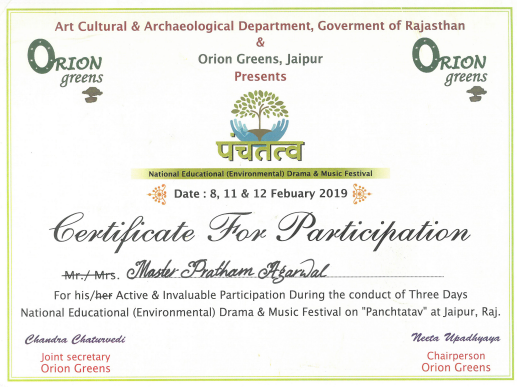 Art Cultural & Archaeological Department, Goverment of Rajasthan
&
Orion Greens, Jaipur
Presents
ORION greens
ORION greens
पंचतत्व
National Educational (Environmental) Drama & Music Festival
Date : 8, 11 & 12 Febuary 2019
Certificate For Participation
Mr./ Mrs. Master Pratham Agarwal
For his/her Active & Invaluable Participation During the conduct of Three Days
National Educational (Environmental) Drama & Music Festival on "Panchtatav" at Jaipur, Raj.
Chandra Chaturvedi
Joint secretary
Orion Greens
Neeta Upadhyaya
Chairperson
Orion Greens